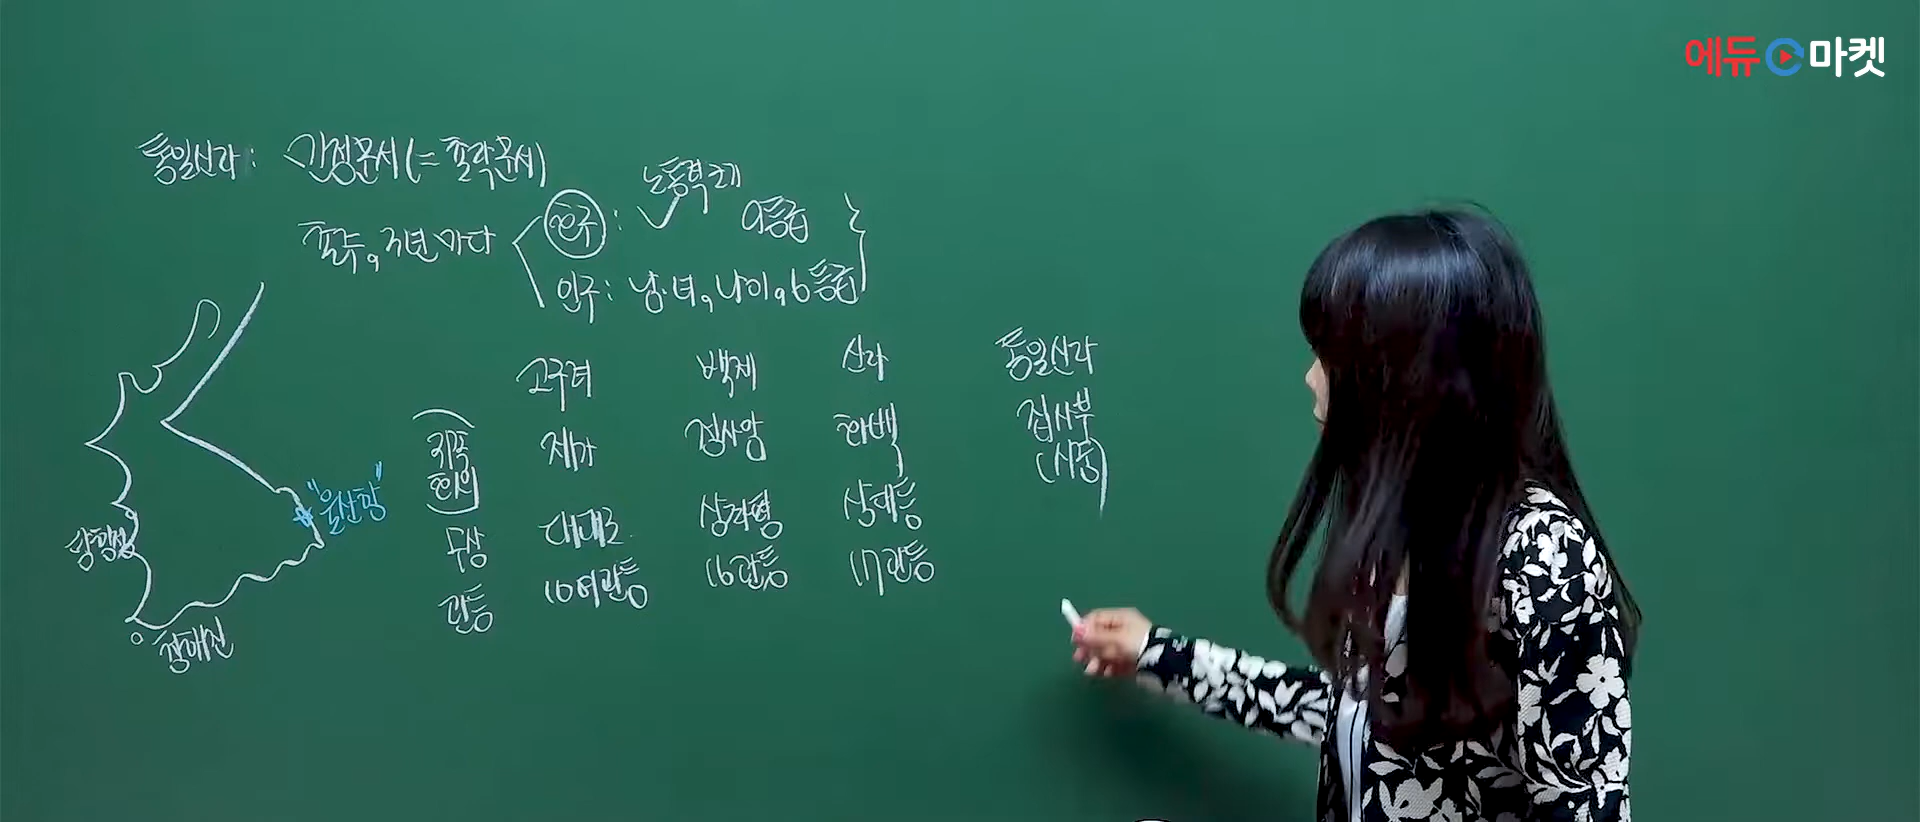 에듀 마켓
통일신라 : 민정문서(= 촌락문서)
노동력 크기
촌주, 3년마다
호구 : 9등급
인구 : 남·녀, 나이, 6등급
고구려 백제 신라 통일신라
귀족회의 제가 정사암 화백 집사부
(시중)
수상 대대로 상좌평 상대등
관등 10여관등 16관등 17관등
"울산항"
당항성
청해진